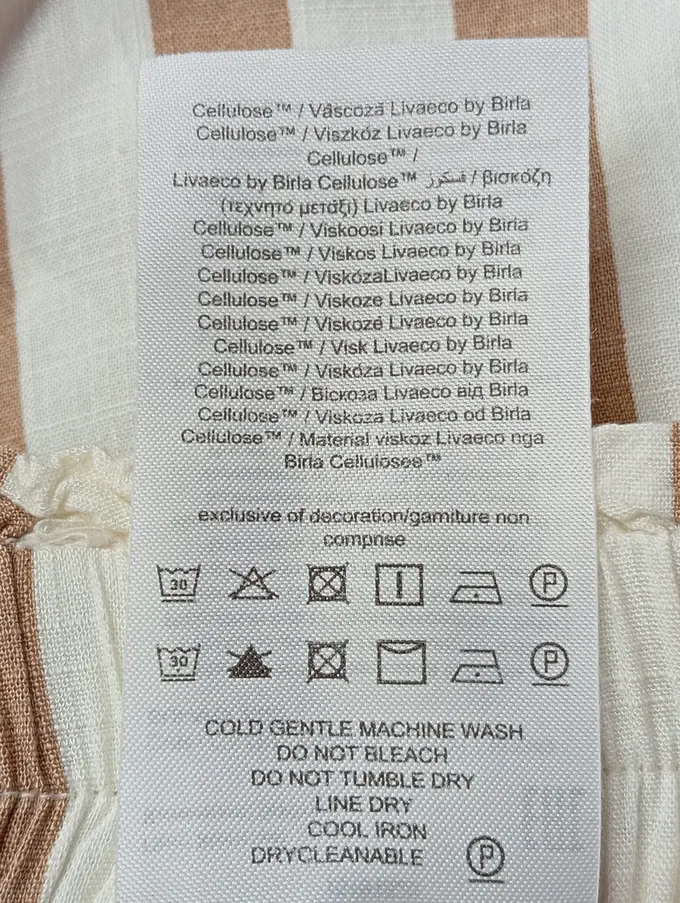 Cellulose™ / Vâscoză Livaeco by Birla
Cellulose™ / Viszkóz Livaeco by Birla
Cellulose™ /
Livaeco by Birla Cellulose™ فسكوز / βισκόζη
(τεχνητό μετάξι) Livaeco by Birla
Cellulose™ / Viskoosi Livaeco by Birla
Cellulose™ / Viskos Livaeco by Birla
Cellulose™ / ViskózaLivaeco by Birla
Cellulose™ / Viskoze Livaeco by Birla
Cellulose™ / Viskozė Livaeco by Birla
Cellulose™ / Visk Livaeco by Birla
Cellulose™ / Viskóza Livaeco by Birla
Cellulose™ / Віскоза Livaeco від Birla
Cellulose™ / Viskoza Livaeco od Birla
Cellulose™ / Material viskoz Livaeco nga
Birla Cellulosee™
exclusive of decoration/garniture non
comprise
30 P
30 P
COLD GENTLE MACHINE WASH
DO NOT BLEACH
DO NOT TUMBLE DRY
LINE DRY
COOL IRON
DRYCLEANABLE P